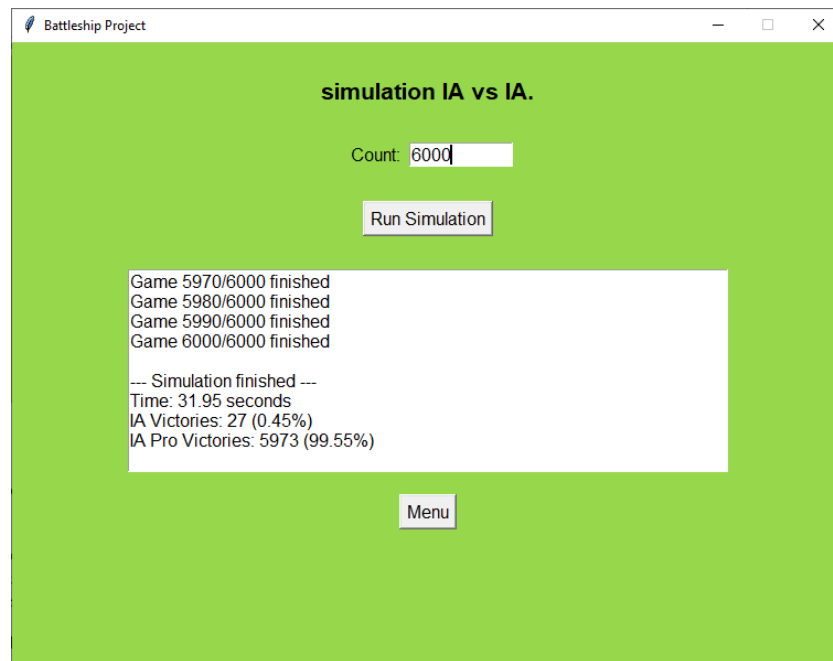 Battleship Project
simulation IA vs IA.
Count: 6000
Run Simulation
Game 5970/6000 finished
Game 5980/6000 finished
Game 5990/6000 finished
Game 6000/6000 finished
--- Simulation finished ---
Time: 31.95 seconds
IA Victories: 27 (0.45%)
IA Pro Victories: 5973 (99.55%)
Menu